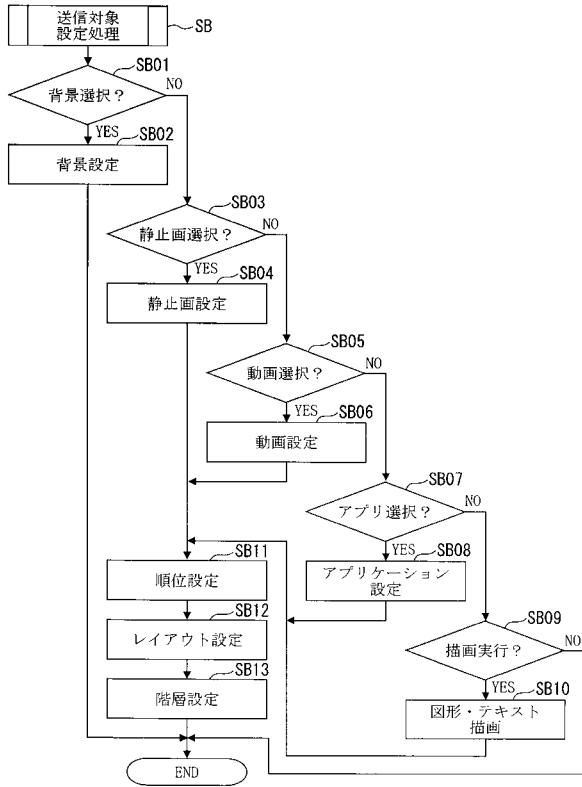 送信対象
設定処理
SB
SB01
背景選択？
NO
YES
SB02
背景設定
SB03
静止画選択？
NO
YES
SB04
静止画設定
SB05
動画選択？
NO
YES
SB06
動画設定
SB07
アプリ選択？
NO
YES
SB08
アプリケーション
設定
SB09
描画実行？
NO
YES
SB10
図形・テキスト
描画
SB11
順位設定
SB12
レイアウト設定
SB13
階層設定
END